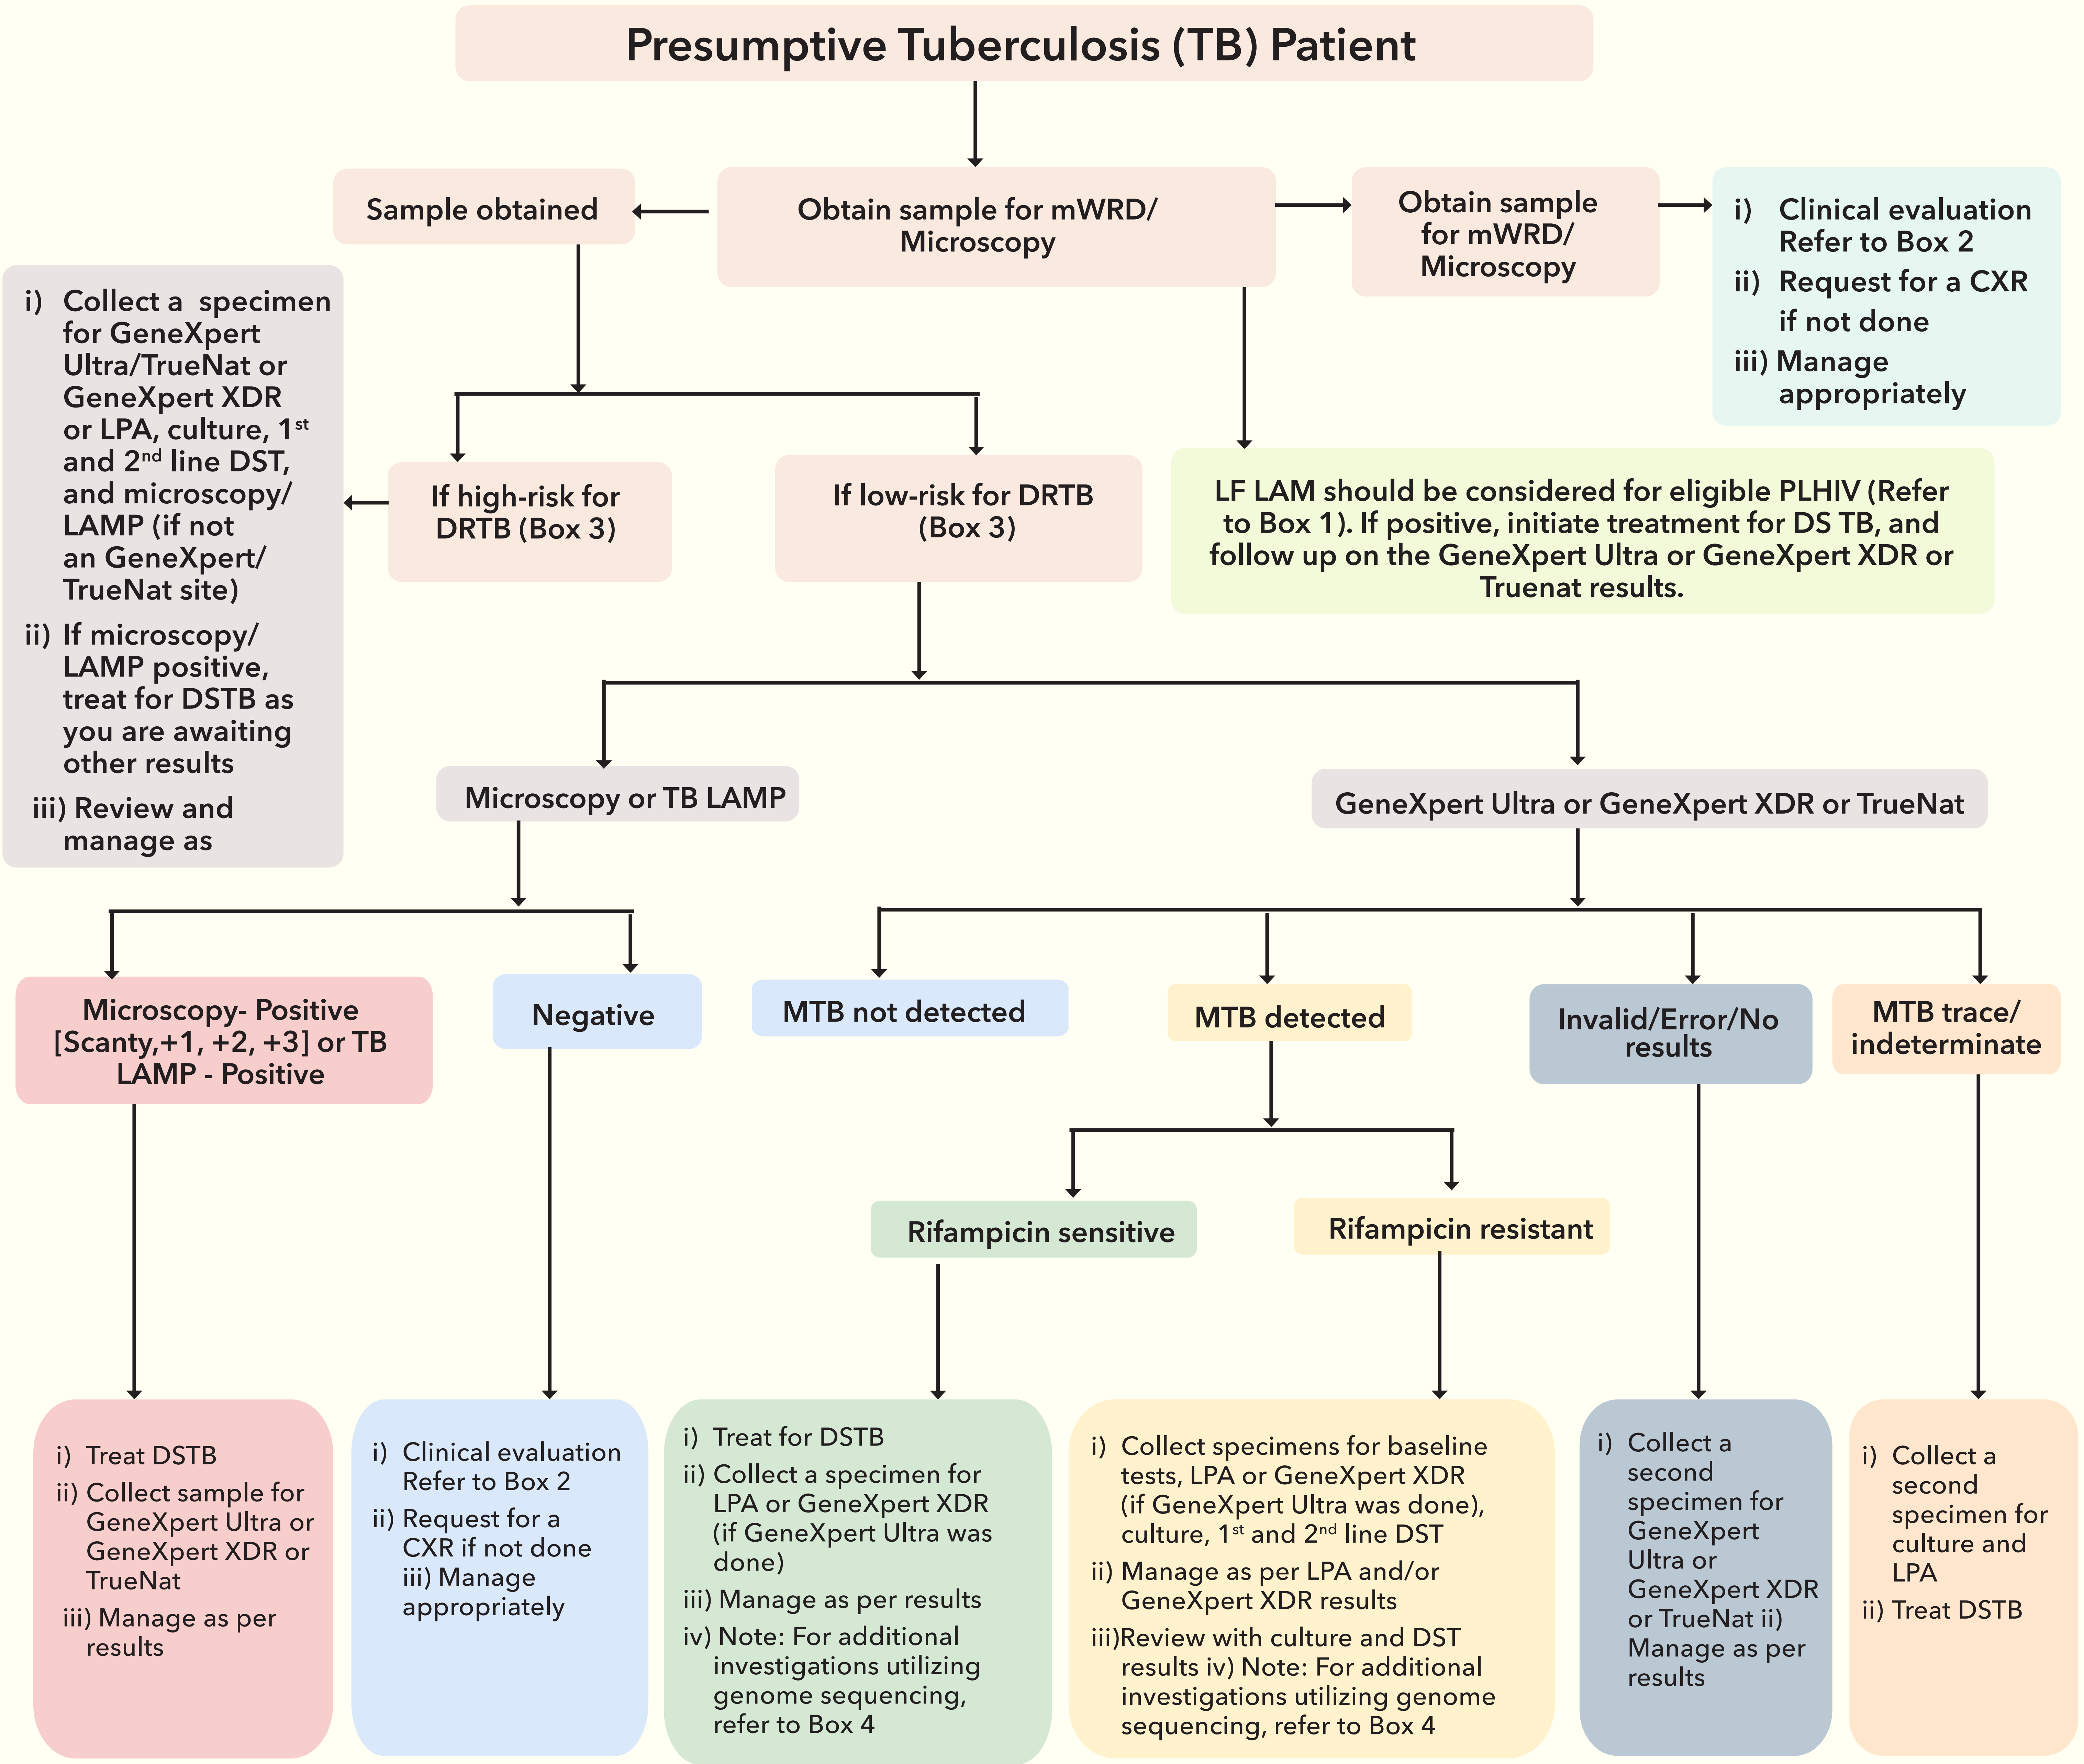 Presumptive Tuberculosis (TB) Patient
Sample obtained
Obtain sample for mWRD/
Microscopy
Obtain sample
for mWRD/
Microscopy
i) Clinical evaluation
Refer to Box 2
ii) Request for a CXR
if not done
iii) Manage
appropriately
i) Collect a specimen
for GeneXpert
Ultra/TrueNat or
GeneXpert XDR
or LPA, culture, 1st
and 2nd line DST,
and microscopy/
LAMP (if not
an GeneXpert/
TrueNat site)
ii) If microscopy/
LAMP positive,
treat for DSTB as
you are awaiting
other results
iii) Review and
manage as
If high-risk for
DRTB (Box 3)
If low-risk for DRTB
(Box 3)
LF LAM should be considered for eligible PLHIV (Refer
to Box 1). If positive, initiate treatment for DS TB, and
follow up on the GeneXpert Ultra or GeneXpert XDR or
Truenat results.
Microscopy or TB LAMP
GeneXpert Ultra or GeneXpert XDR or TrueNat
Microscopy- Positive
[Scanty,+1, +2, +3] or TB
LAMP - Positive
Negative
MTB not detected
MTB detected
Invalid/Error/No
results
MTB trace/
indeterminate
Rifampicin sensitive
Rifampicin resistant
i) Treat DSTB
ii) Collect sample for
GeneXpert Ultra or
GeneXpert XDR or
TrueNat
iii) Manage as per
results
i) Clinical evaluation
Refer to Box 2
ii) Request for a
CXR if not done
iii) Manage
appropriately
i) Treat for DSTB
ii) Collect a specimen for
LPA or GeneXpert XDR
(if GeneXpert Ultra was
done)
iii) Manage as per results
iv) Note: For additional
investigations utilizing
genome sequencing,
refer to Box 4
i) Collect specimens for baseline
tests, LPA or GeneXpert XDR
(if GeneXpert Ultra was done),
culture, 1st and 2nd line DST
ii) Manage as per LPA and/or
GeneXpert XDR results
iii)Review with culture and DST
results iv) Note: For additional
investigations utilizing genome
sequencing, refer to Box 4
i) Collect a
second
specimen for
GeneXpert
Ultra or
GeneXpert XDR
or TrueNat ii)
Manage as per
results
i) Collect a
second
specimen for
culture and
LPA
ii) Treat DSTB